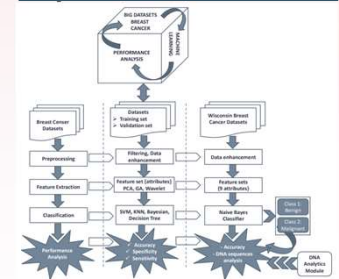 BIG DATASETS
BREAST
CANCER
MACHINE
LEARNING
PERFORMANCE
ANALYSIS
Breast Cancer
Datasets
Datasets
➢ Training set
➢ Validation set
Wisconsin Breast
Cancer Datasets
Preprocessing
Filtering, Data
enhancement
Data enhancement
Feature Extraction
Feature set (attributes)
PCA, GA, Wavelet
Feature sets
(9 attributes)
Classification
SVM, KNN, Bayesian,
Decision Tree
Naive Bayes
Classifier
Class 1:
Benign
Class 2:
Malignant
Performance
Analysis
✓ Accuracy
✓ Specificity
✓ Sensitivity
- Accuracy
- DNA sequences
analysis
DNA
Analytics
Module